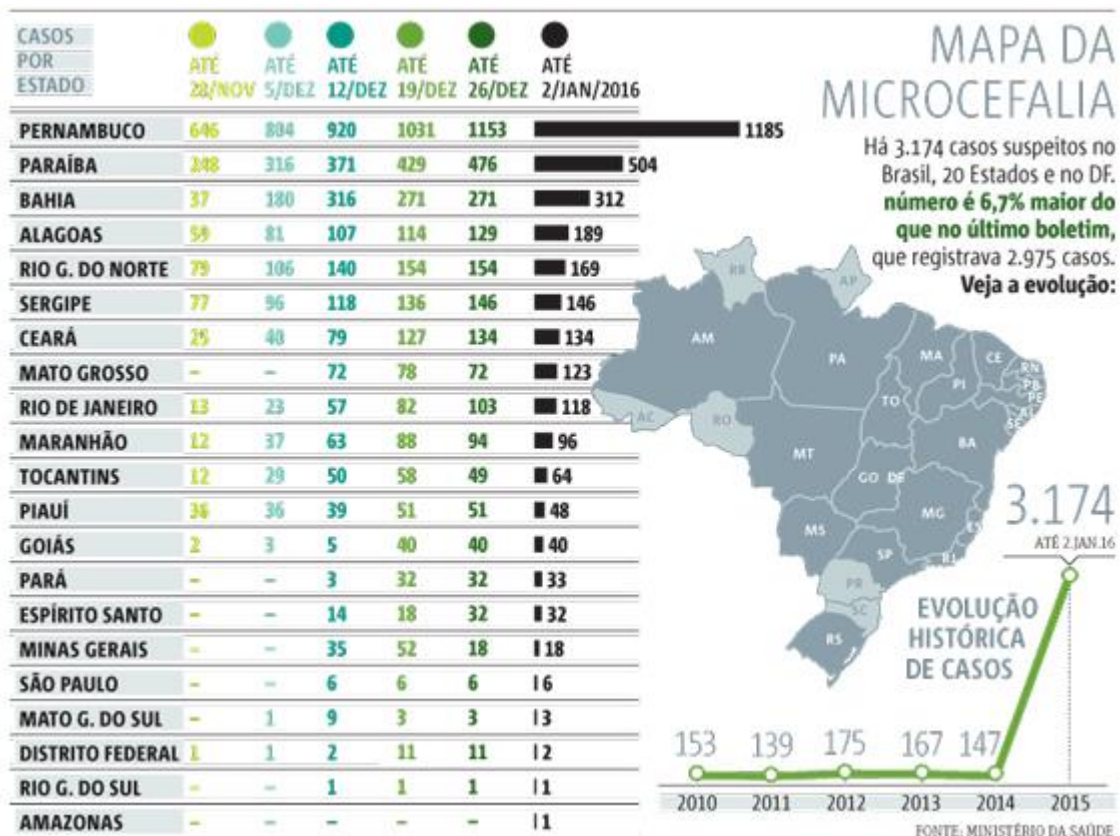 CASOS
POR
ESTADO
ATÉ 28/NOV
ATÉ 5/DEZ
ATÉ 12/DEZ
ATÉ 19/DEZ
ATÉ 26/DEZ
ATÉ 2/JAN/2016
PERNAMBUCO 646 804 920 1031 1153 1185
PARAÍBA 248 316 371 429 476 504
BAHIA 37 180 316 271 271 312
ALAGOAS 59 81 107 114 129 189
RIO G. DO NORTE 79 106 140 154 154 169
SERGIPE 77 96 118 136 146 146
CEARÁ 25 40 79 127 134 134
MATO GROSSO - - 72 78 72 123
RIO DE JANEIRO 13 23 57 82 103 118
MARANHÃO 12 37 63 88 94 96
TOCANTINS 12 29 50 58 49 64
PIAUÍ 36 36 39 51 51 48
GOIÁS 2 3 5 40 40 40
PARÁ - - 3 32 32 33
ESPÍRITO SANTO - - 14 18 32 32
MINAS GERAIS - - 35 52 18 18
SÃO PAULO - - 6 6 6 6
MATO G. DO SUL - 1 9 3 3 3
DISTRITO FEDERAL 1 1 2 11 11 2
RIO G. DO SUL - - 1 1 1 1
AMAZONAS - - - - - 1
MAPA DA
MICROCEFALIA
Há 3.174 casos suspeitos no
Brasil, 20 Estados e no DF.
número é 6,7% maior do
que no último boletim,
que registrava 2.975 casos.
Veja a evolução:
RR
AP
AM
PA
MA
CE
RN
PB
PE
AL
SE
PI
TO
AC
RO
BA
MT
GO
DF
MG
ES
MS
SP
RJ
PR
SC
RS
3.174
ATÉ 2.JAN.16
EVOLUÇÃO
HISTÓRICA
DE CASOS
153 139 175 167 147
2010 2011 2012 2013 2014 2015
FONTE: MINISTÉRIO DA SAÚDE